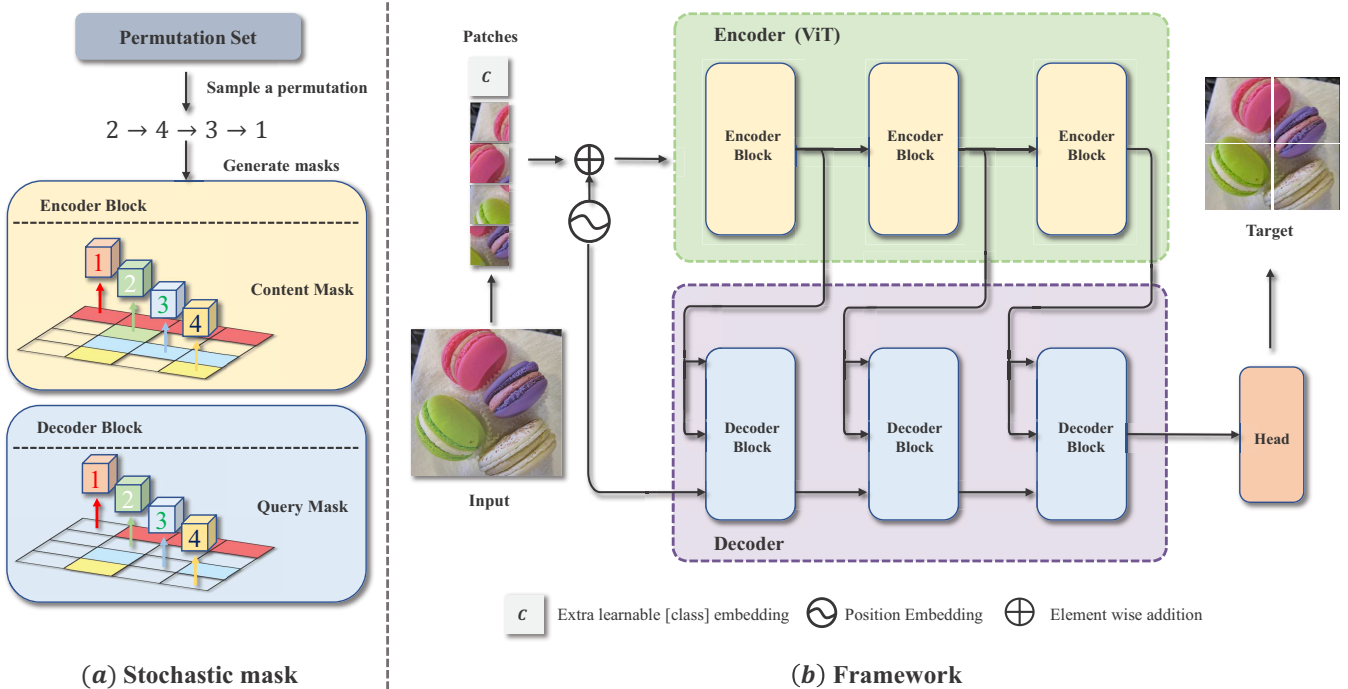 Permutation Set
Sample a permutation
2 → 4 → 3 → 1
Generate masks
Encoder Block
1
2
3
4
Content Mask
Decoder Block
1
2
3
4
Query Mask
(a) Stochastic mask
Patches
C
Input
Encoder (ViT)
Encoder
Block
Encoder
Block
Encoder
Block
Decoder
Block
Decoder
Block
Decoder
Block
Decoder
Head
Target
C Extra learnable [class] embedding
Position Embedding
Element wise addition
(b) Framework